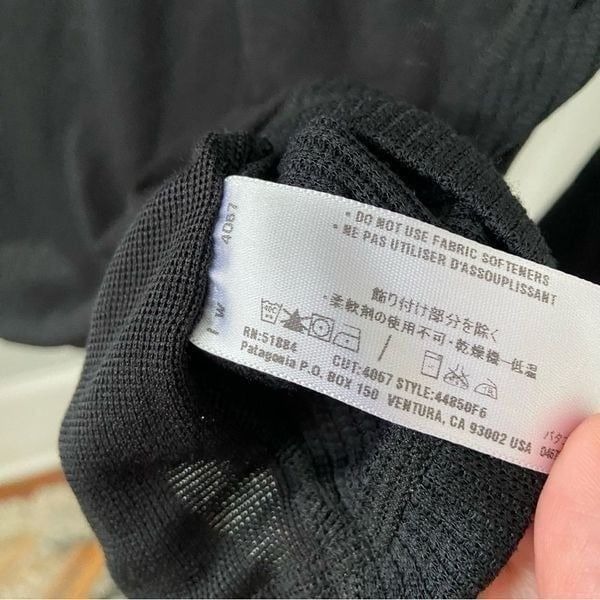 • DO NOT USE FABRIC SOFTENERS
• NE PAS UTILISER D'ASSOUPLISSANT
飾り付け部分を除く
• 柔軟剤の使用不可・乾燥機—低温
RN:51884 CUT:4067 STYLE:44850F6
Patagonia P.O. BOX 150 VENTURA, CA 93002 USA
4067
W
パタ